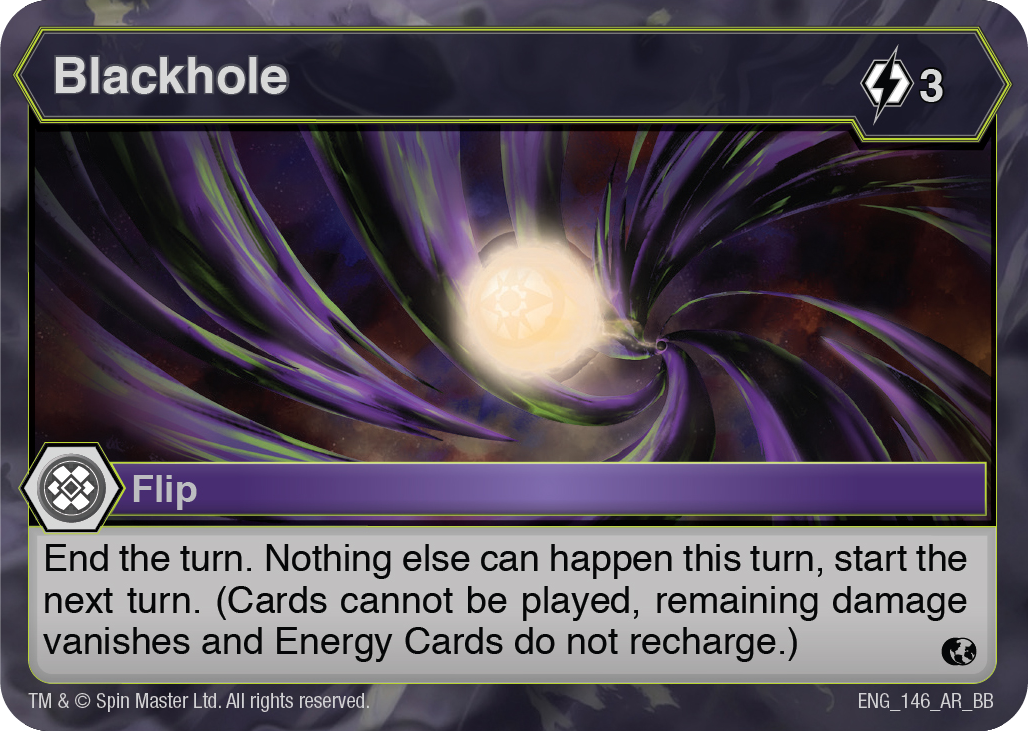 Blackhole
3
Flip
End the turn. Nothing else can happen this turn, start the
next turn. (Cards cannot be played, remaining damage
vanishes and Energy Cards do not recharge.)
TM & © Spin Master Ltd. All rights reserved.
ENG_146_AR_BB